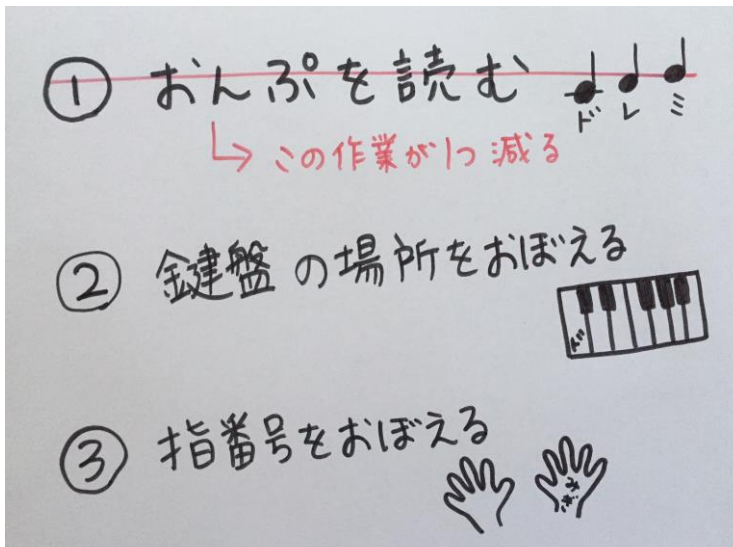 ① おんぷを読む
ド レ ミ
↳ この作業が1つ減る
② 鍵盤の場所をおぼえる
ド
③ 指番号をおぼえる
みぎ